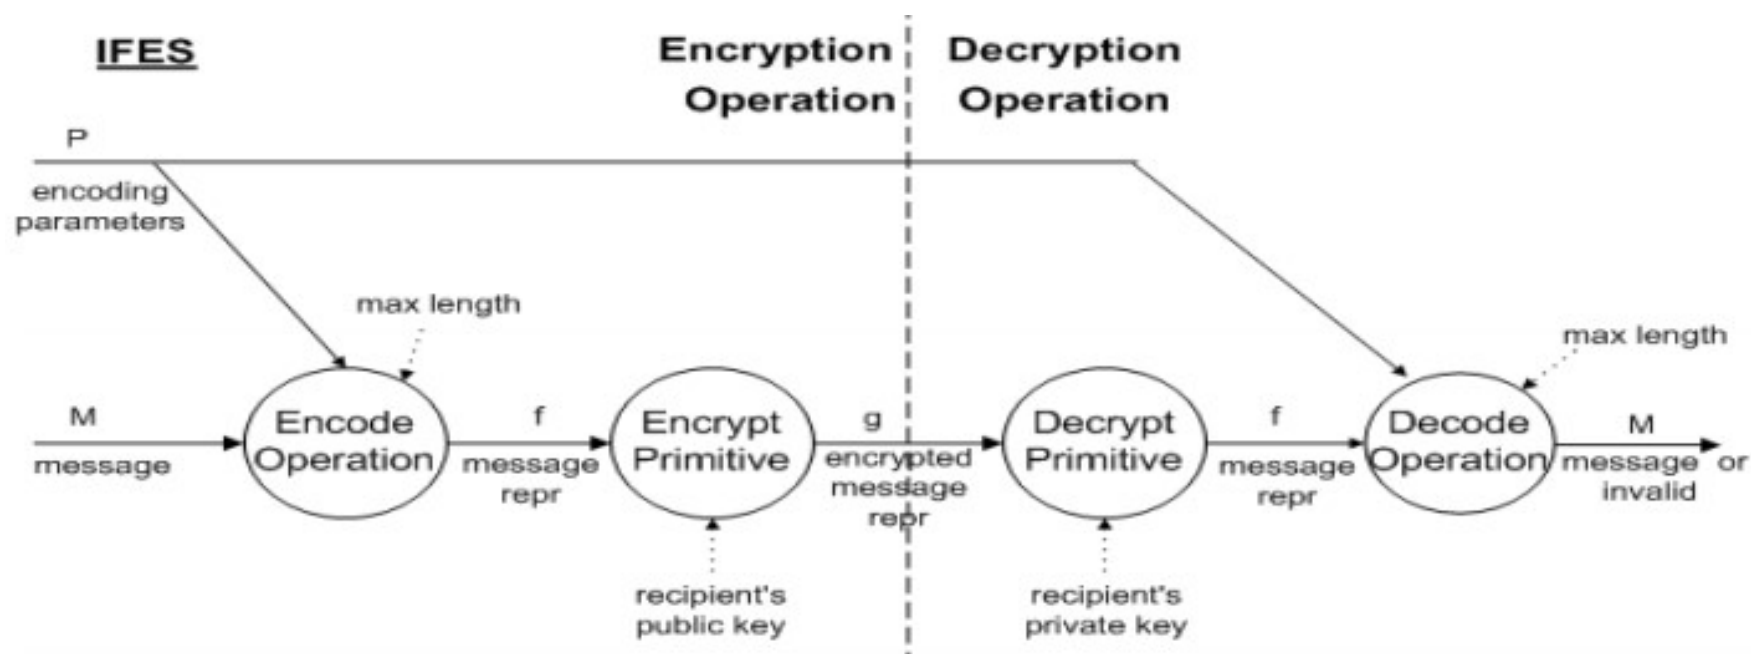 IFES
Encryption
Operation
Decryption
Operation
P
encoding
parameters
max length
max length
M
message
Encode
Operation
f
message
repr
Encrypt
Primitive
g
encrypted
message
repr
Decrypt
Primitive
f
message
repr
Decode
Operation
M
message or
invalid
recipient's
public key
recipient's
private key